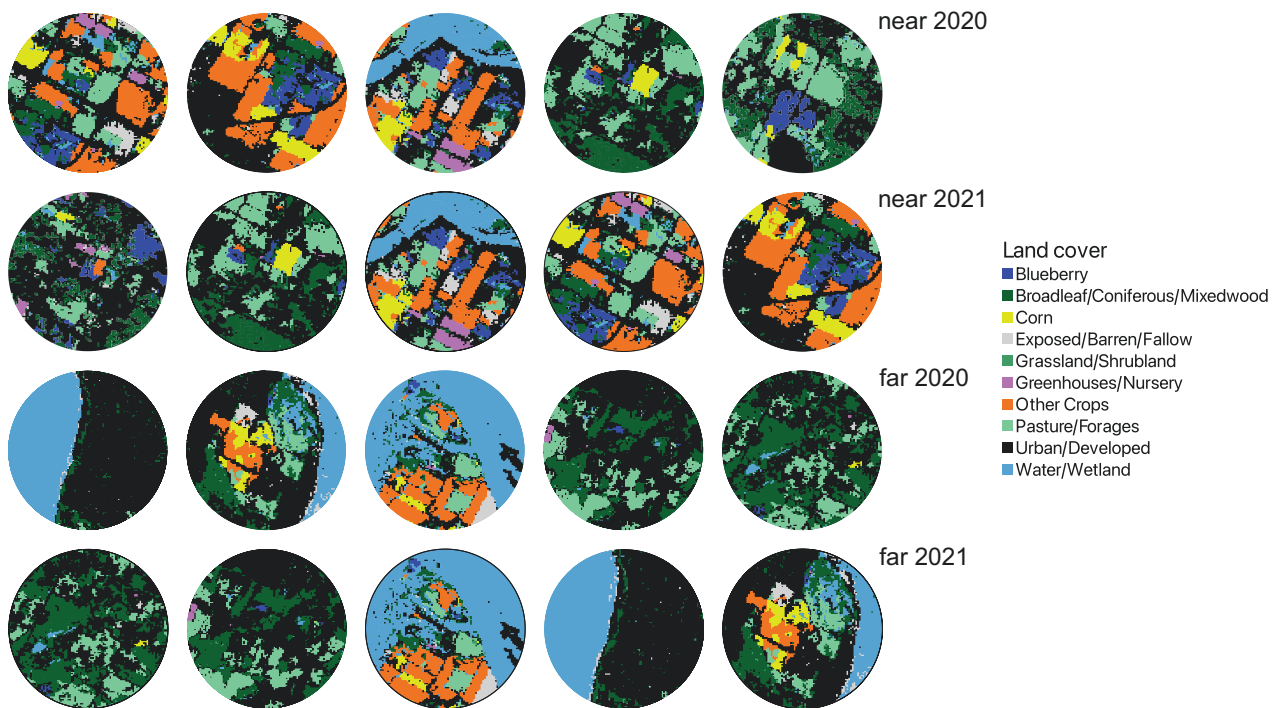 near 2020
near 2021
Land cover
Blueberry
Broadleaf/Coniferous/Mixedwood
Corn
Exposed/Barren/Fallow
Grassland/Shrubland
Greenhouses/Nursery
far 2020
Other Crops
Pasture/Forages
Urban/Developed
Water/Wetland
far 2021